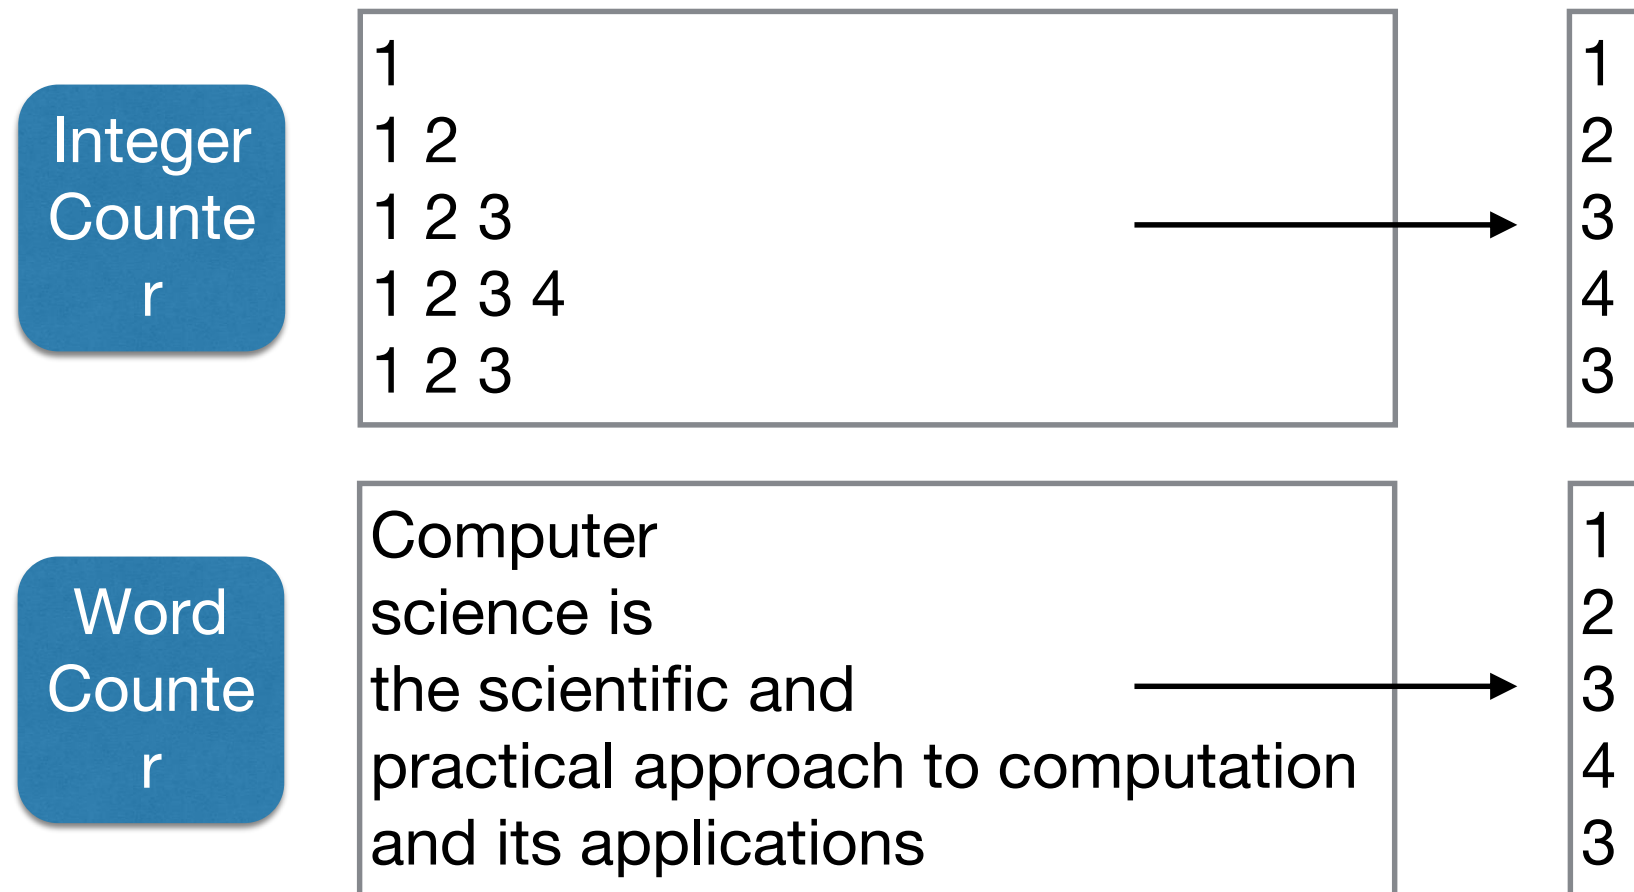 Integer
Counte
r
1
1 2
1 2 3
1 2 3 4
1 2 3
1
2
3
4
3
Word
Counte
r
Computer
science is
the scientific and
practical approach to computation
and its applications
1
2
3
4
3